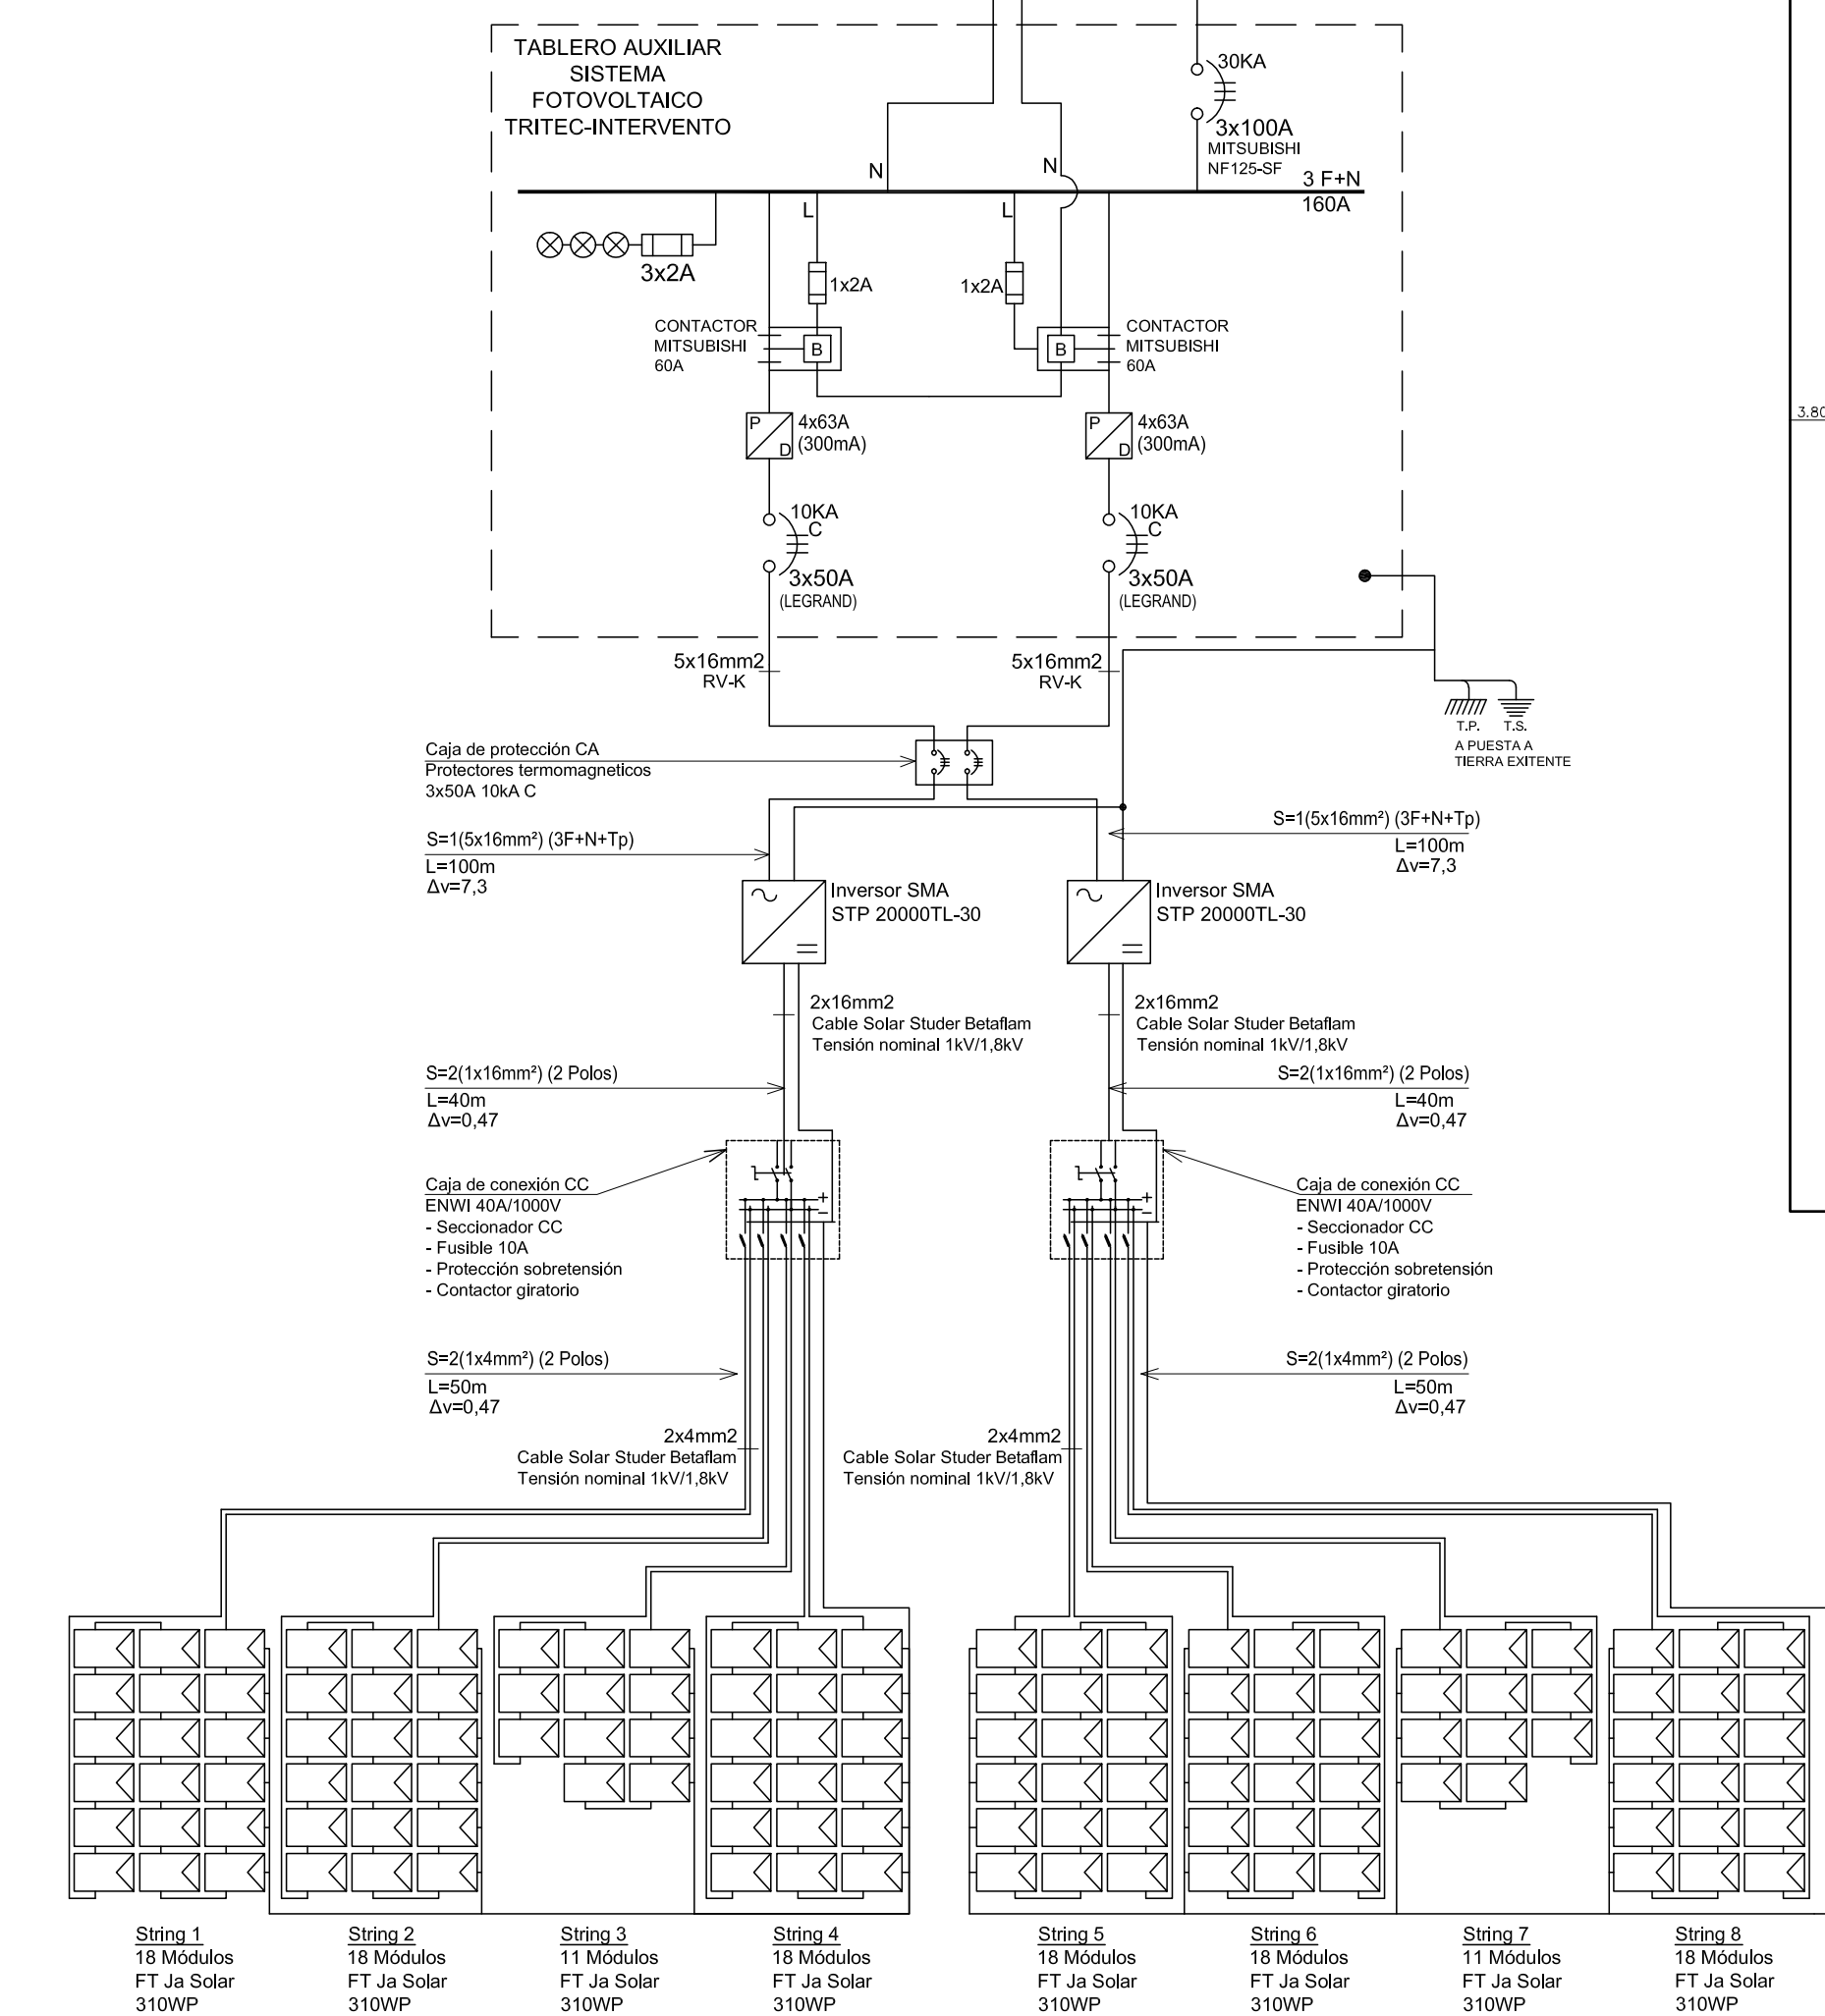 TABLERO AUXILIAR
SISTEMA
FOTOVOLTAICO
TRITEC-INTERVENTO
30KA
3x100A
MITSUBISHI
NF125-SF
3 F+N
160A
N
N
L
L
3x2A
1x2A
1x2A
CONTACTOR
MITSUBISHI
60A
B
B
CONTACTOR
MITSUBISHI
60A
P
D
4x63A
(300mA)
P
D
4x63A
(300mA)
3.80
10KA
C
3x50A
(LEGRAND)
10KA
C
3x50A
(LEGRAND)
5x16mm2
RV-K
5x16mm2
RV-K
T.P.
T.S.
A PUESTA A
TIERRA EXITENTE
Caja de protección CA
Protectores termomagneticos
3x50A 10kA C
S=1(5x16mm²) (3F+N+Tp)
L=100m
Δv=7,3
S=1(5x16mm²) (3F+N+Tp)
L=100m
Δv=7,3
Inversor SMA
STP 20000TL-30
Inversor SMA
STP 20000TL-30
2x16mm2
Cable Solar Studer Betaflam
Tensión nominal 1kV/1,8kV
2x16mm2
Cable Solar Studer Betaflam
Tensión nominal 1kV/1,8kV
S=2(1x16mm²) (2 Polos)
L=40m
Δv=0,47
S=2(1x16mm²) (2 Polos)
L=40m
Δv=0,47
Caja de conexión CC
ENWI 40A/1000V
- Seccionador CC
- Fusible 10A
- Protección sobretensión
- Contactor giratorio
+
−
+
−
Caja de conexión CC
ENWI 40A/1000V
- Seccionador CC
- Fusible 10A
- Protección sobretensión
- Contactor giratorio
S=2(1x4mm²) (2 Polos)
L=50m
Δv=0,47
S=2(1x4mm²) (2 Polos)
L=50m
Δv=0,47
2x4mm2
Cable Solar Studer Betaflam
Tensión nominal 1kV/1,8kV
2x4mm2
Cable Solar Studer Betaflam
Tensión nominal 1kV/1,8kV
String 1
18 Módulos
FT Ja Solar
310WP
String 2
18 Módulos
FT Ja Solar
310WP
String 3
11 Módulos
FT Ja Solar
310WP
String 4
18 Módulos
FT Ja Solar
310WP
String 5
18 Módulos
FT Ja Solar
310WP
String 6
18 Módulos
FT Ja Solar
310WP
String 7
11 Módulos
FT Ja Solar
310WP
String 8
18 Módulos
FT Ja Solar
310WP